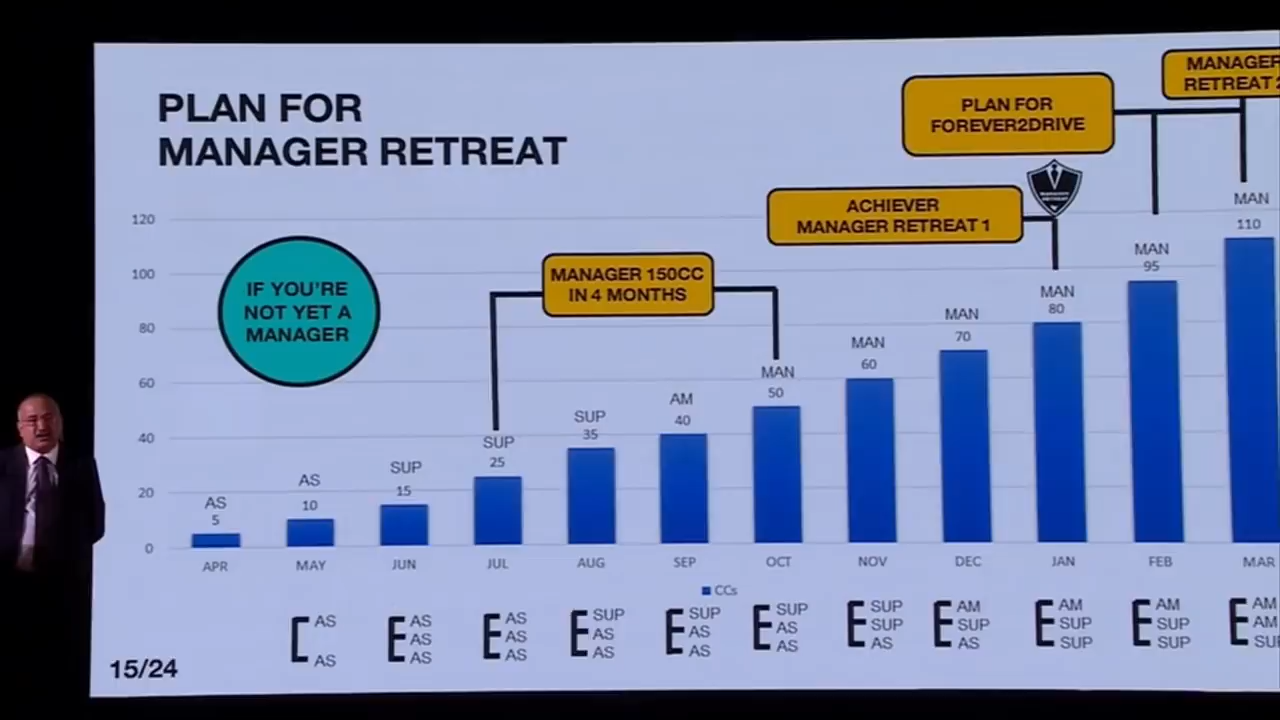 PLAN FOR
MANAGER RETREAT
MANAGER
RETREAT 2
PLAN FOR
FOREVER2DRIVE
ACHIEVER
MANAGER RETREAT 1
MANAGER 150CC
IN 4 MONTHS
IF YOU'RE
NOT YET A
MANAGER
120
100
80
60
40
20
0
AS
5
AS
10
SUP
15
SUP
25
SUP
35
AM
40
MAN
50
MAN
60
MAN
70
MAN
80
MAN
95
MAN
110
APR MAY JUN JUL AUG SEP OCT NOV DEC JAN FEB MAR
CCs
AS AS AS SUP SUP SUP SUP AM AM AM AM
AS AS AS AS AS SUP SUP SUP SUP AM
AS AS AS AS AS AS AS AS SUP SUP
15/24